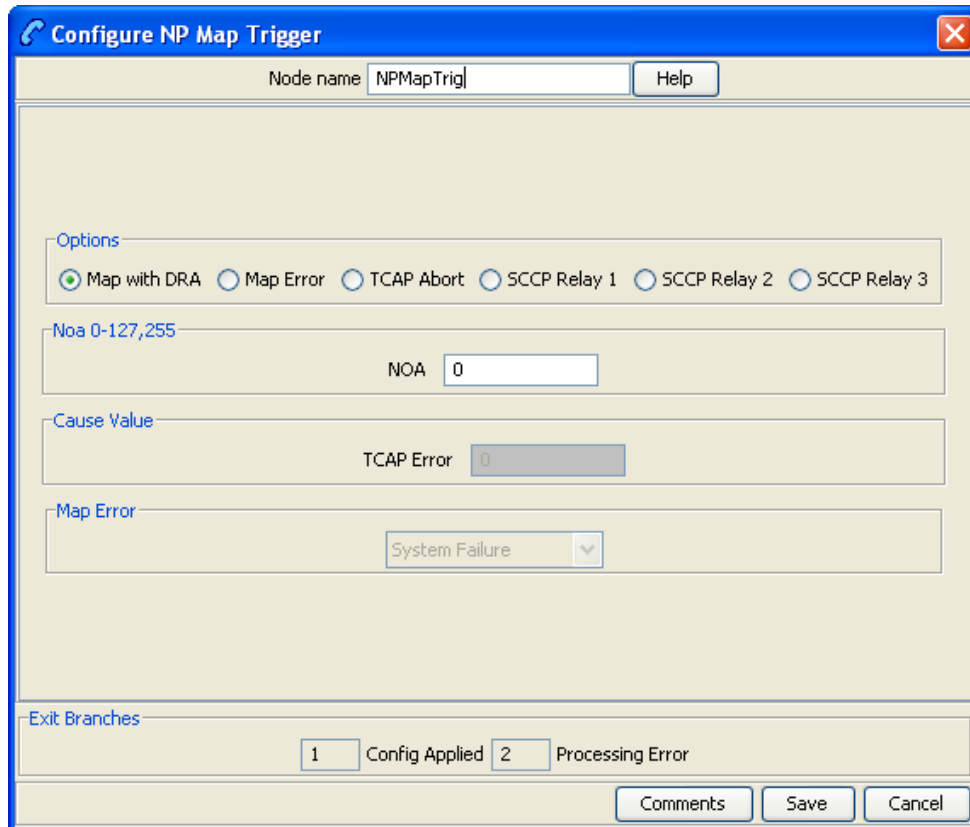 Configure NP Map Trigger
Node name NPMapTrig Help
Options
Map with DRA Map Error TCAP Abort SCCP Relay 1 SCCP Relay 2 SCCP Relay 3
Noa 0-127,255
NOA 0
Cause Value
TCAP Error 0
Map Error
System Failure
Exit Branches
1 Config Applied 2 Processing Error
Comments Save Cancel